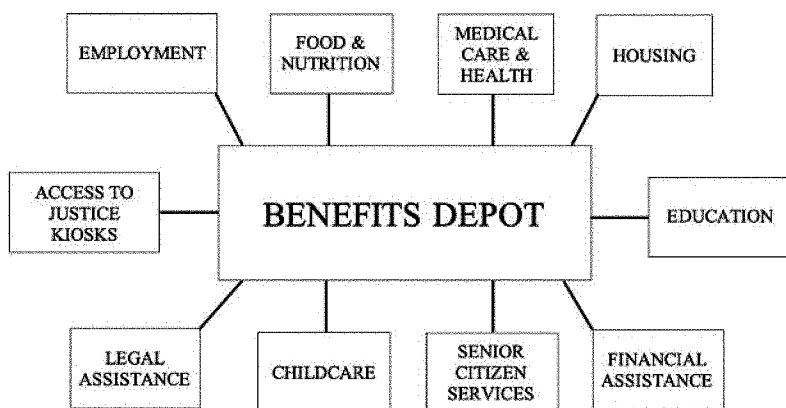 EMPLOYMENT
FOOD &
NUTRITION
MEDICAL
CARE &
HEALTH
HOUSING
ACCESS TO
JUSTICE
KIOSKS
BENEFITS DEPOT
EDUCATION
LEGAL
ASSISTANCE
CHILDCARE
SENIOR
CITIZEN
SERVICES
FINANCIAL
ASSISTANCE